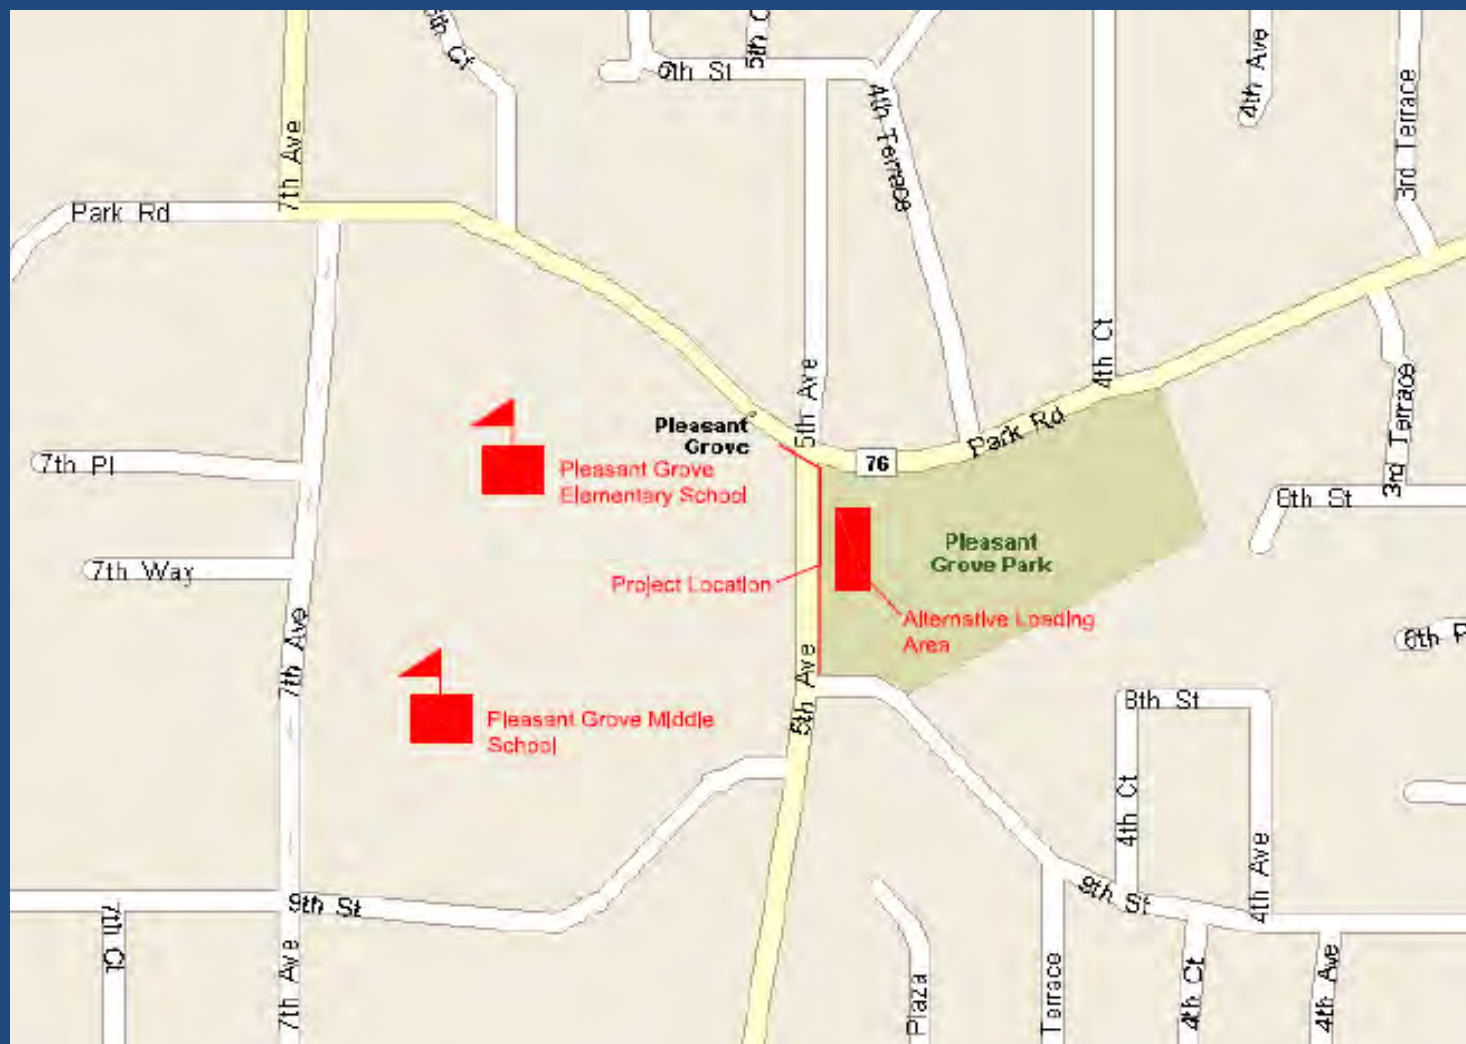 6th Ct
9th St
5th C
4th Ave
7th Ave
4th Terrace
3rd Terrace
Park Rd
4th Ct
5th Ave
Pleasant
Grove
3rd Terrace
Park Rd
76
7th Pl
Pleasant Grove
Elementary School
8th St
Pleasant
Grove Park
7th Way
Project Location
Alternative Loading
Area
7th Ave
5th Ave
6th P
8th St
Pleasant Grove Middle
School
4th Ct
4th Ave
9th St
9th St
7th Ct
7th Ave
Plaza
Terrace
4th Ct
4th Ave